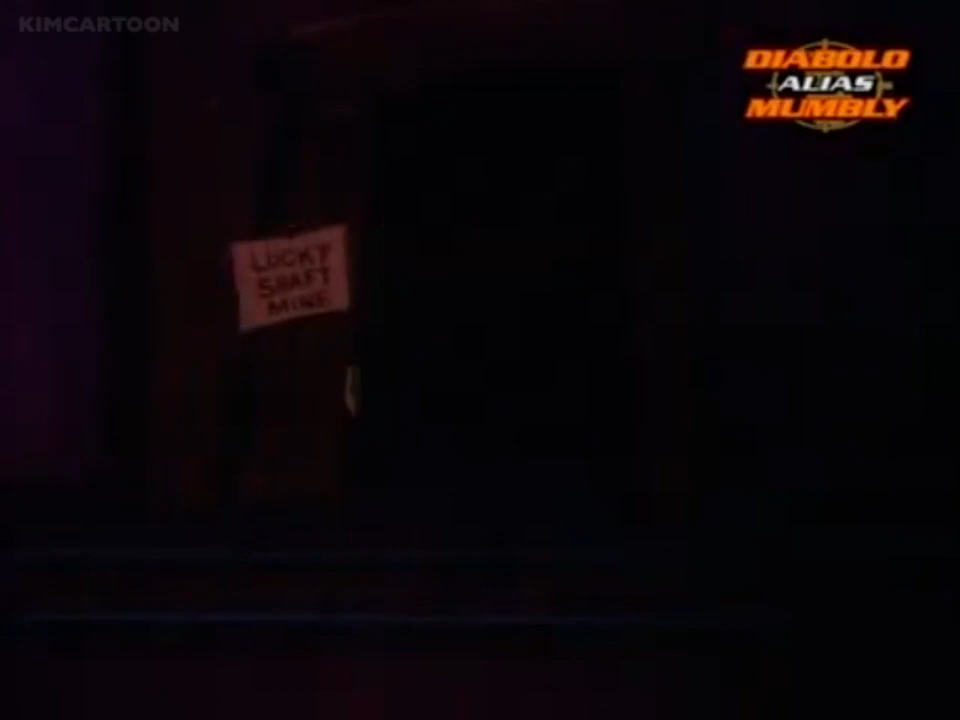 KIMCARTOON
DIABOLO
ALIAS
MUMBLY
LUCKY
SHAFT
MINE